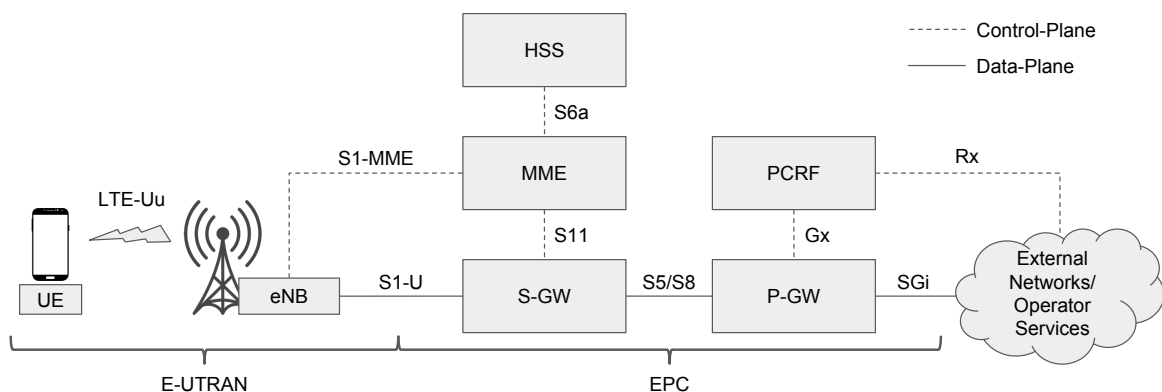 HSS
Control-Plane
Data-Plane
S6a
S1-MME
MME
PCRF
Rx
LTE-Uu
S11
Gx
UE
eNB
S1-U
S-GW
S5/S8
P-GW
SGi
External
Networks/
Operator
Services
E-UTRAN
EPC